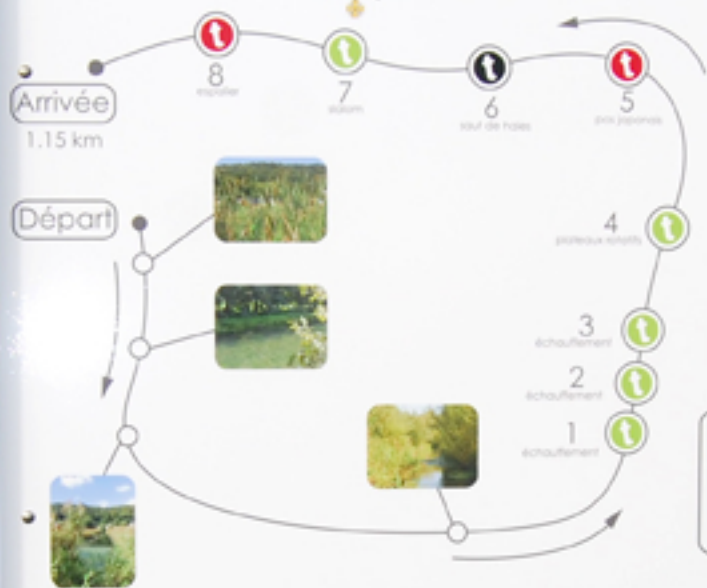 Arrivée
1.15 km
Départ
8
espalier
7
slalom
6
saut de haies
5
pas japonais
4
plateaux rotatifs
3
échauffement
2
échauffement
1
échauffement